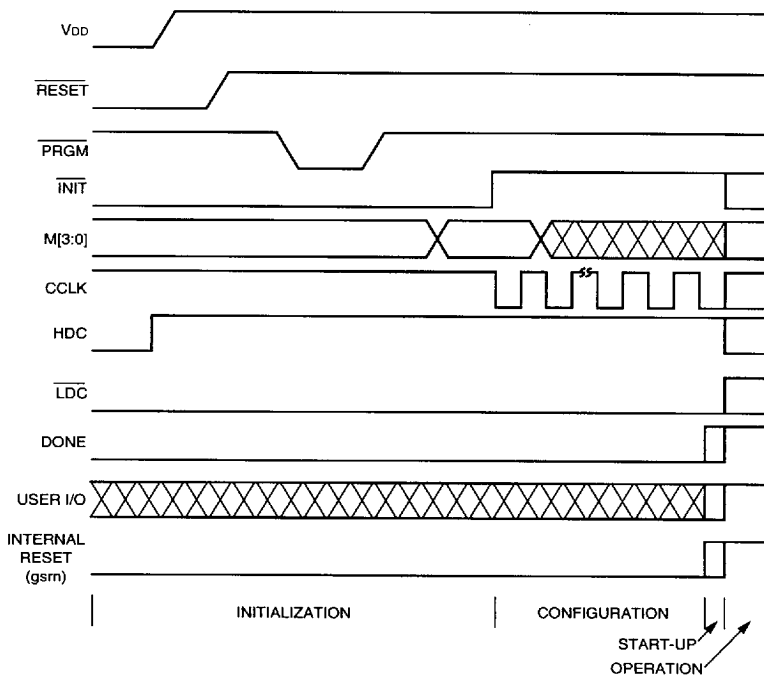 VDD
RESET
PRGM
INIT
M[3:0]
CCLK
HDC
LDC
DONE
USER I/O
INTERNAL
RESET
(gsrn)
INITIALIZATION
CONFIGURATION
START-UP
OPERATION